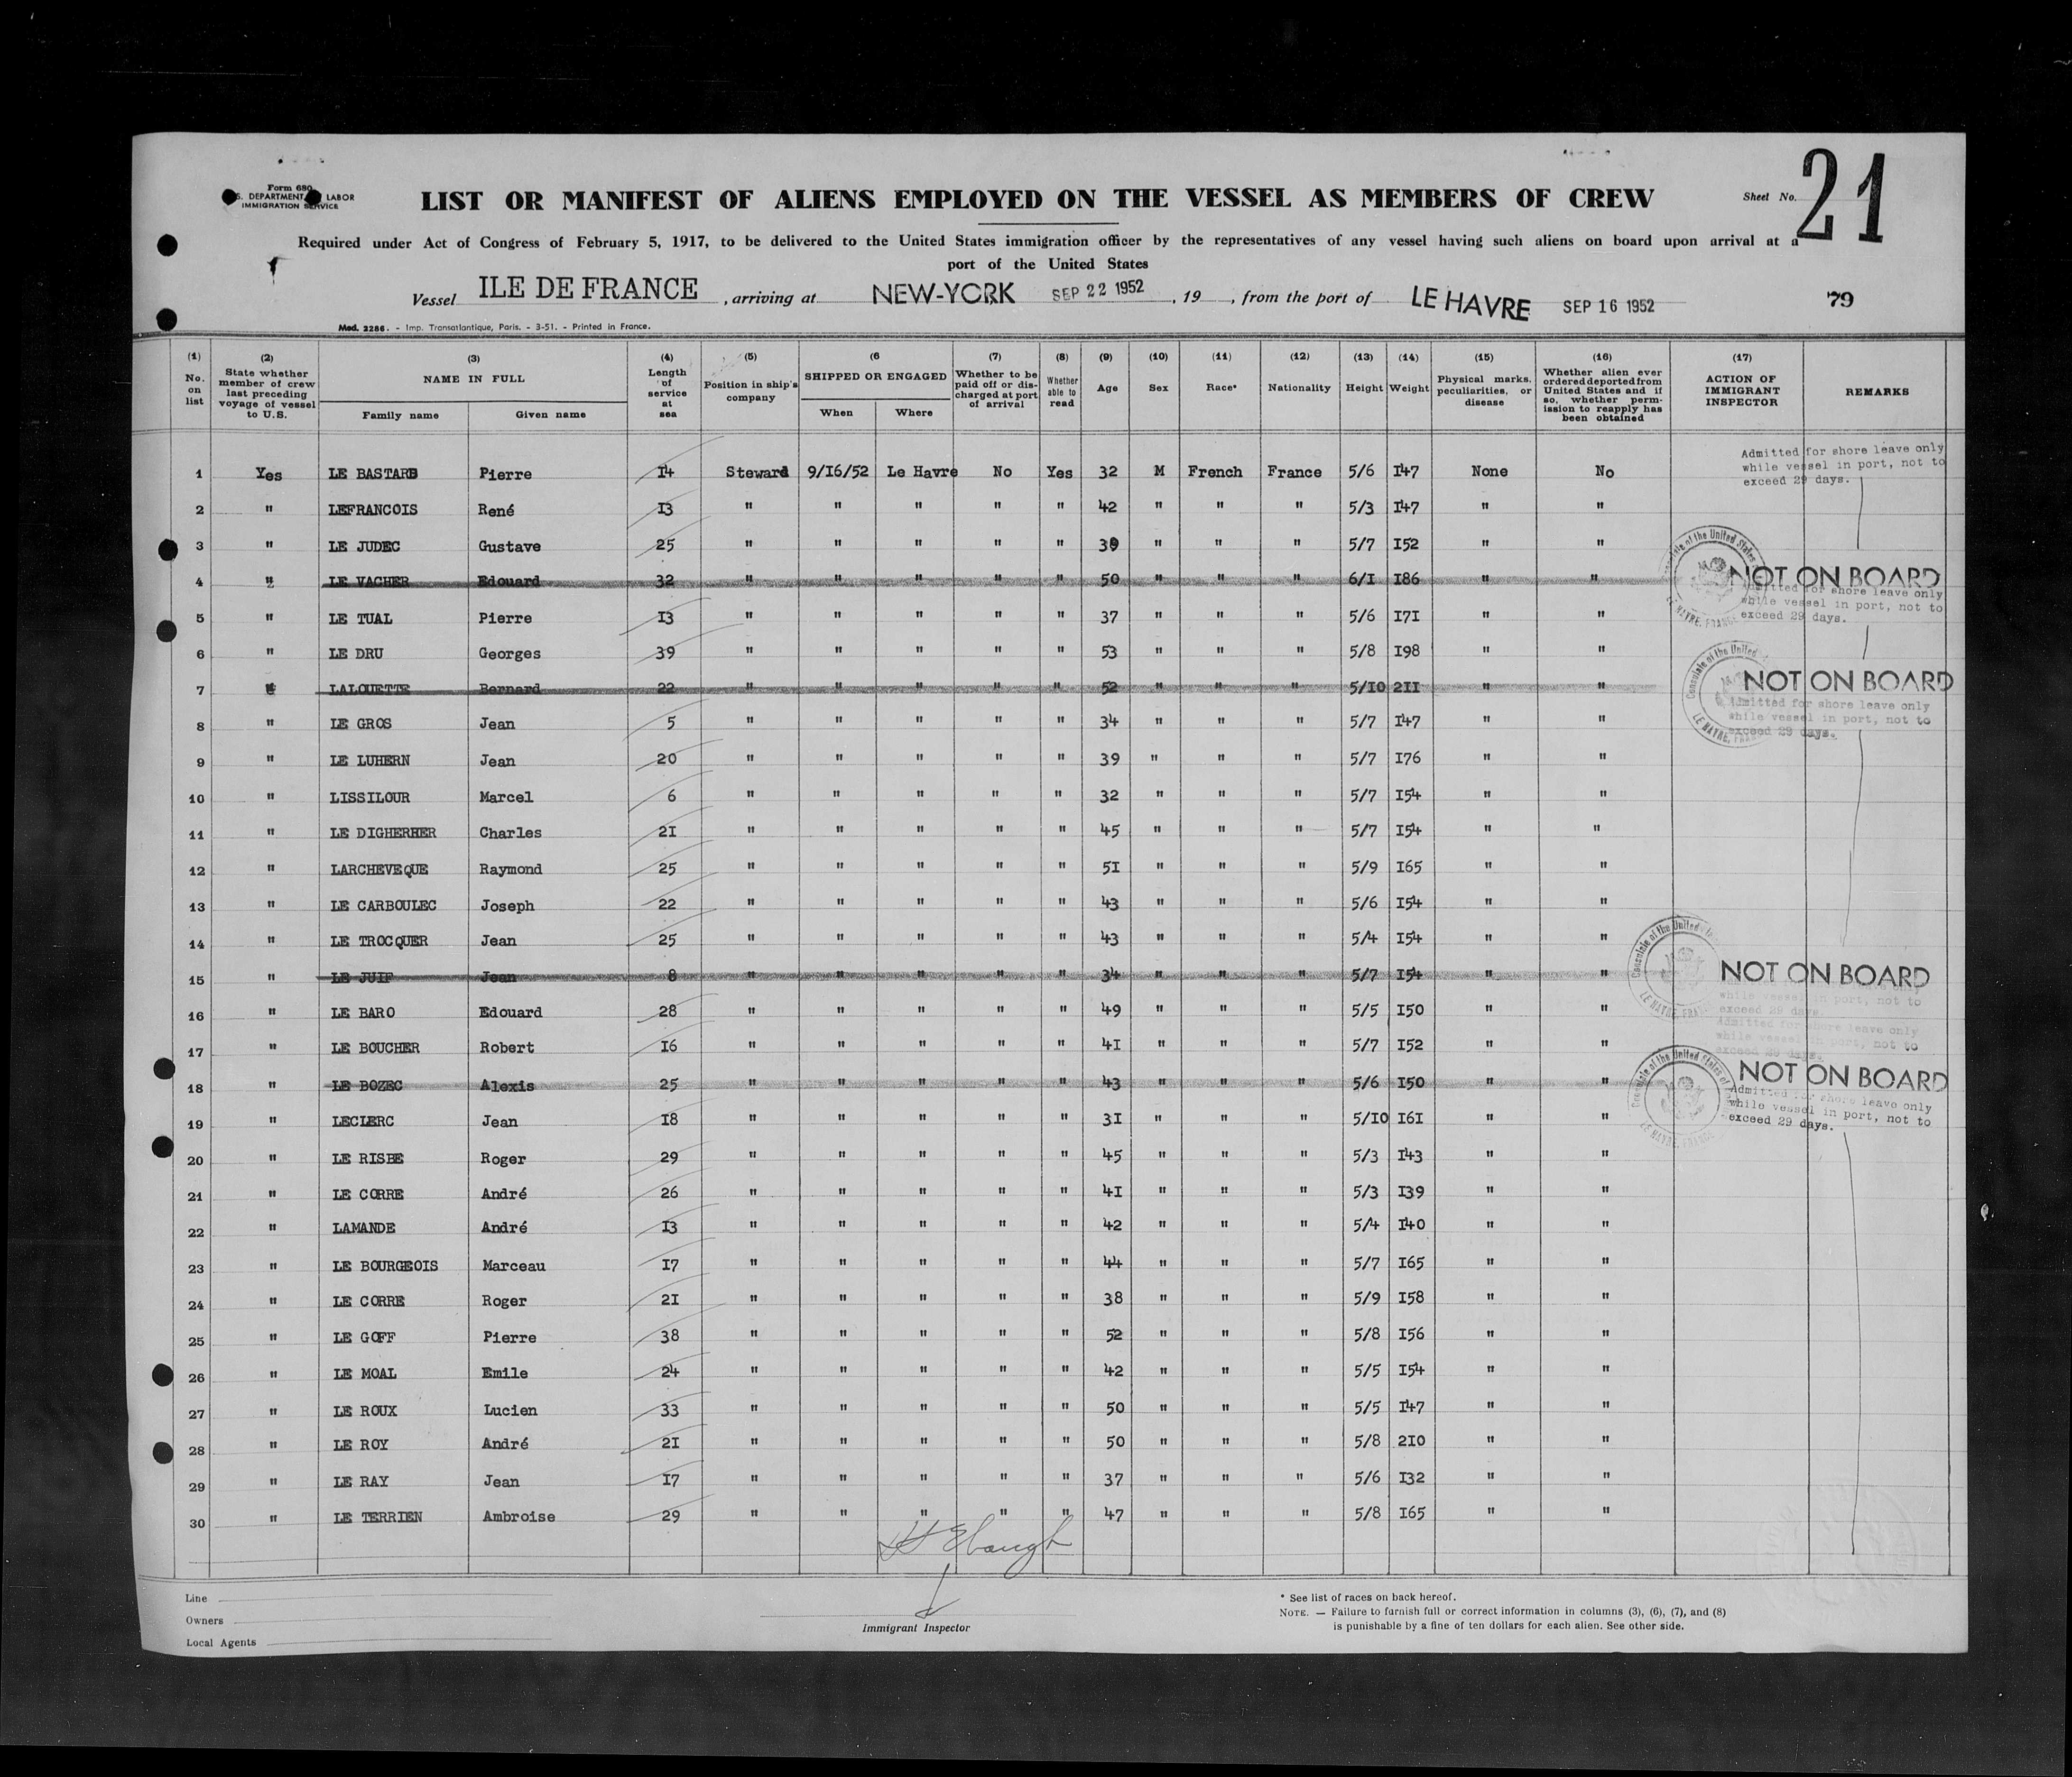 Form 680
S. DEPARTMENT LABOR
IMMIGRATION SERVICE
LIST OR MANIFEST OF ALIENS EMPLOYED ON THE VESSEL AS MEMBERS OF CREW
Sheet No. 21
Required under Act of Congress of February 5, 1917, to be delivered to the United States immigration officer by the representatives of any vessel having such aliens on board upon arrival at a
port of the United States
Vessel ILE DE FRANCE, arriving at NEW-YORK SEP 22 1952, 19 , from the port of LE HAVRE SEP 16 1952 79
Mod. 2286. - Imp. Transatlantique, Paris. - 3-51. - Printed in France.
(1) No. on list
(2) State whether member of crew last preceding voyage of vessel to U.S.
(3) NAME IN FULL Family name Given name
(4) Length of service at sea
(5) Position in ship's company
(6 SHIPPED OR ENGAGED When Where
(7) Whether to be paid off or discharged at port of arrival
(8) Whether able to read
(9) Age
(10) Sex
(11) Race*
(12) Nationality
(13) Height
(14) Weight
(15) Physical marks, peculiarities, or disease
(16) Whether alien ever ordered deported from United States and if so, whether permission to reapply has been obtained
(17) ACTION OF IMMIGRANT INSPECTOR
REMARKS
1 Yes LE BASTARD Pierre 14 Steward 9/16/52 Le Havre No Yes 32 M French France 5/6 147 None No Admitted for shore leave only while vessel in port, not to exceed 29 days.
2 " LEFRANCOIS René 13 " " " " " 42 " " " 5/3 147 " "
3 " LE JUDEC Gustave 25 " " " " " 39 " " " 5/7 152 " "
4 " LE VACHER Edouard 32 " " " " " 50 " " " 6/1 186 " " NOT ON BOARD
5 " LE TUAL Pierre 13 " " " " " 37 " " " 5/6 171 " " Admitted for shore leave only while vessel in port, not to exceed 29 days.
6 " LE DRU Georges 39 " " " " " 53 " " " 5/8 198 " "
7 " LALOUETTE Bernard 22 " " " " " 52 " " " 5/10 211 " " NOT ON BOARD
8 " LE GROS Jean 5 " " " " " 34 " " " 5/7 147 " " Admitted for shore leave only while vessel in port, not to exceed 29 days.
9 " LE LUHERN Jean 20 " " " " " 39 " " " 5/7 176 " "
10 " LISSILOUR Marcel 6 " " " " " 32 " " " 5/7 154 " "
11 " LE DIGHERHER Charles 21 " " " " " 45 " " " 5/7 154 " "
12 " LARCHEVEQUE Raymond 25 " " " " " 51 " " " 5/9 165 " "
13 " LE CARBOULEC Joseph 22 " " " " " 43 " " " 5/6 154 " "
14 " LE TROCQUER Jean 25 " " " " " 43 " " " 5/4 154 " "
15 " LE JUIF Jean 8 " " " " " 34 " " " 5/7 154 " " NOT ON BOARD
16 " LE BARO Edouard 28 " " " " " 49 " " " 5/5 150 " " while vessel in port, not to exceed 29 days.
17 " LE BOUCHER Robert 16 " " " " " 41 " " " 5/7 152 " " Admitted for shore leave only while vessel in port, not to exceed 29 days.
18 " LE BOZEC Alexis 25 " " " " " 43 " " " 5/6 150 " " NOT ON BOARD
19 " LECLERC Jean 18 " " " " " 31 " " " 5/10 161 " " Admitted for shore leave only while vessel in port, not to exceed 29 days.
20 " LE RISBE Roger 29 " " " " " 45 " " " 5/3 143 " "
21 " LE CORRE André 26 " " " " " 41 " " " 5/3 139 " "
22 " LAMANDE André 13 " " " " " 42 " " " 5/4 140 " "
23 " LE BOURGEOIS Marceau 17 " " " " " 44 " " " 5/7 165 " "
24 " LE CORRE Roger 21 " " " " " 38 " " " 5/9 158 " "
25 " LE GOFF Pierre 38 " " " " " 52 " " " 5/8 156 " "
26 " LE MOAL Emile 24 " " " " " 42 " " " 5/5 154 " "
27 " LE ROUX Lucien 33 " " " " " 50 " " " 5/5 147 " "
28 " LE ROY André 21 " " " " " 50 " " " 5/8 210 " "
29 " LE RAY Jean 17 " " " " " 37 " " " 5/6 132 " "
30 " LE TERRIEN Ambroise 29 " " " " " 47 " " " 5/8 165 " "
Consulate of the United States
LE HAVRE, FRANCE
Line
Owners
Local Agents
Immigrant Inspector
* See list of races on back hereof.
NOTE. — Failure to furnish full or correct information in columns (3), (6), (7), and (8)
is punishable by a fine of ten dollars for each alien. See other side.